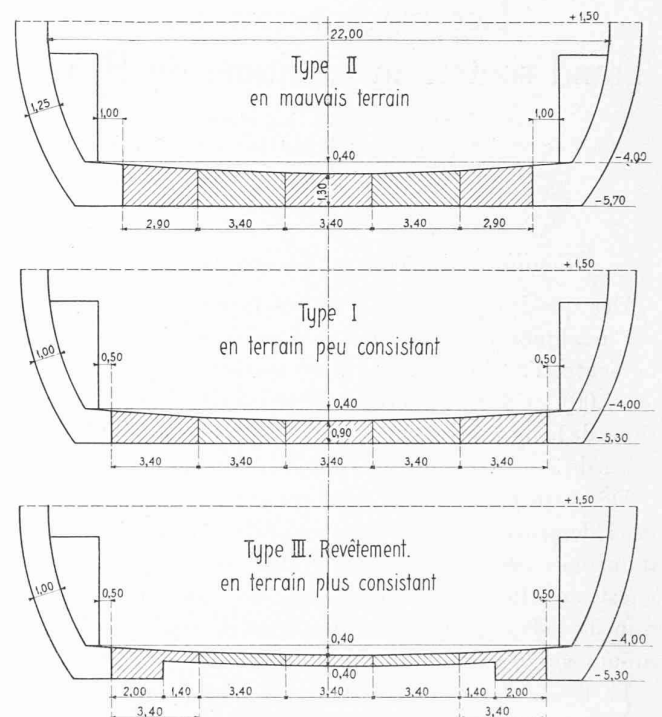 +1,50
22,00
Type II
en mauvais terrain
1,25
1,00
1,00
0,40
-4,00
1,30
-5,70
2,90 3,40 3,40 3,40 2,90
+1,50
Type I
en terrain peu consistant
1,00
0,50
0,50
0,40
-4,00
0,90
-5,30
3,40 3,40 3,40 3,40 3,40
+1,50
Type III. Revêtement.
en terrain plus consistant
1,00
0,50
0,50
0,40
-4,00
0,40
-5,30
2,00 1,40 3,40 3,40 3,40 1,40 2,00
3,40 3,40